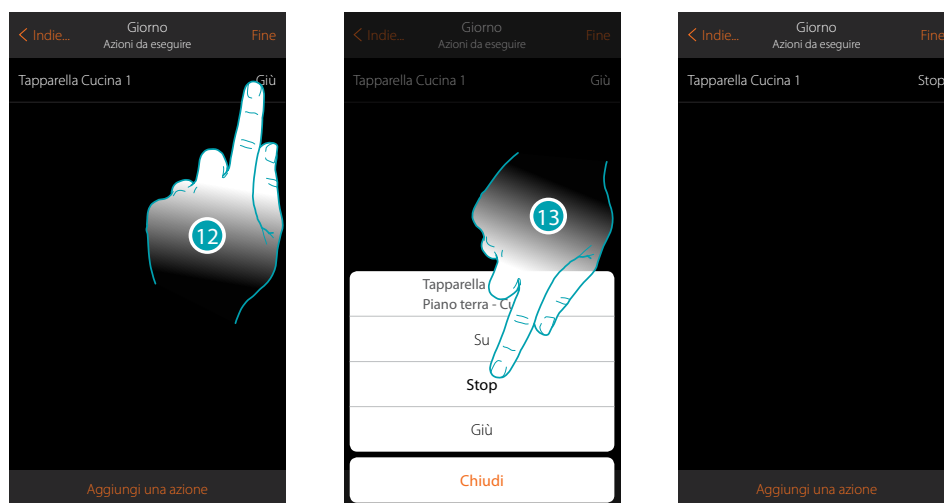 Indie... Giorno Fine
Azioni da eseguire
Tapparella Cucina 1 Giù
12
Aggiungi una azione
Indie... Giorno Fine
Azioni da eseguire
Tapparella Cucina 1 Giù
13
Tapparella
Piano terra - Cu
Su
Stop
Giù
Chiudi
Indie... Giorno Fine
Azioni da eseguire
Tapparella Cucina 1 Stop
Aggiungi una azione